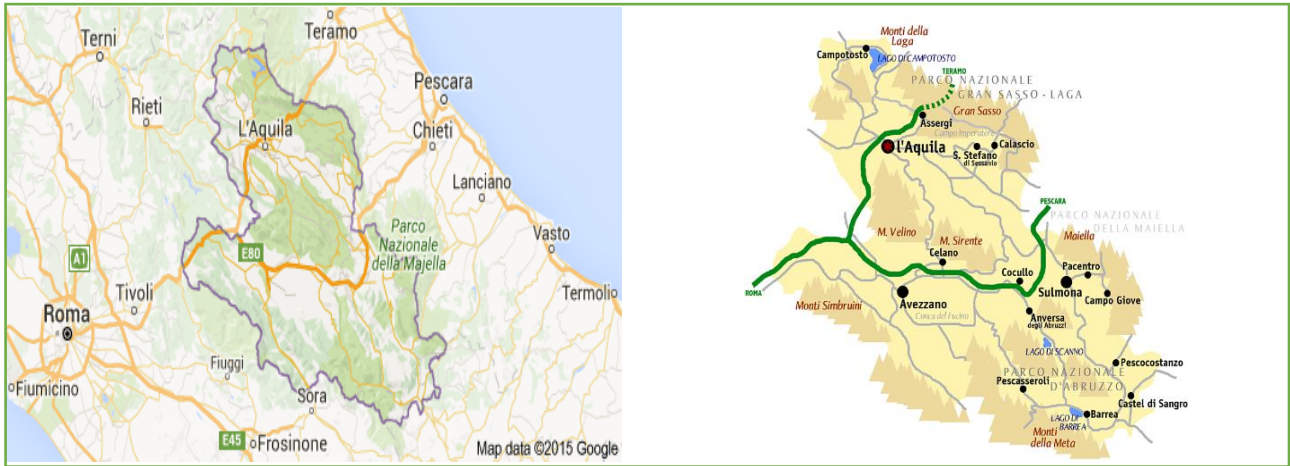 Teramo
Terni
Pescara
Rieti
L'Aquila
Chieti
Lanciano
Parco
Nazionale
della Majella
Vasto
E80
A1
Tivoli
Termoli
Roma
Fiuggi
Fiumicino
Sora
E45
Frosinone
Map data ©2015 Google
Monti della
Laga
Campotosto
LAGO DI CAMPOTOSTO
TERAMO
PARCO NAZIONALE
GRAN SASSO - LAGA
Gran Sasso
Assergi
Campo Imperatore
l'Aquila
S. Stefano
di Sessanio
Calascio
PESCARA
PARCO NAZIONALE
DELLA MAIELLA
M. Velino
M. Sirente
Maiella
Celano
Cocullo
Pacentro
ROMA
Sulmona
Campo Giove
Avezzano
Monti Simbruini
Conca del Fucino
Anversa
degli Abruzzi
LAGO DI SCANNO
Pescocostanzo
PARCO NAZIONALE
D'ABRUZZO
Pescasseroli
Castel di Sangro
LAGO DI
BARREA
Barrea
Monti
della Meta